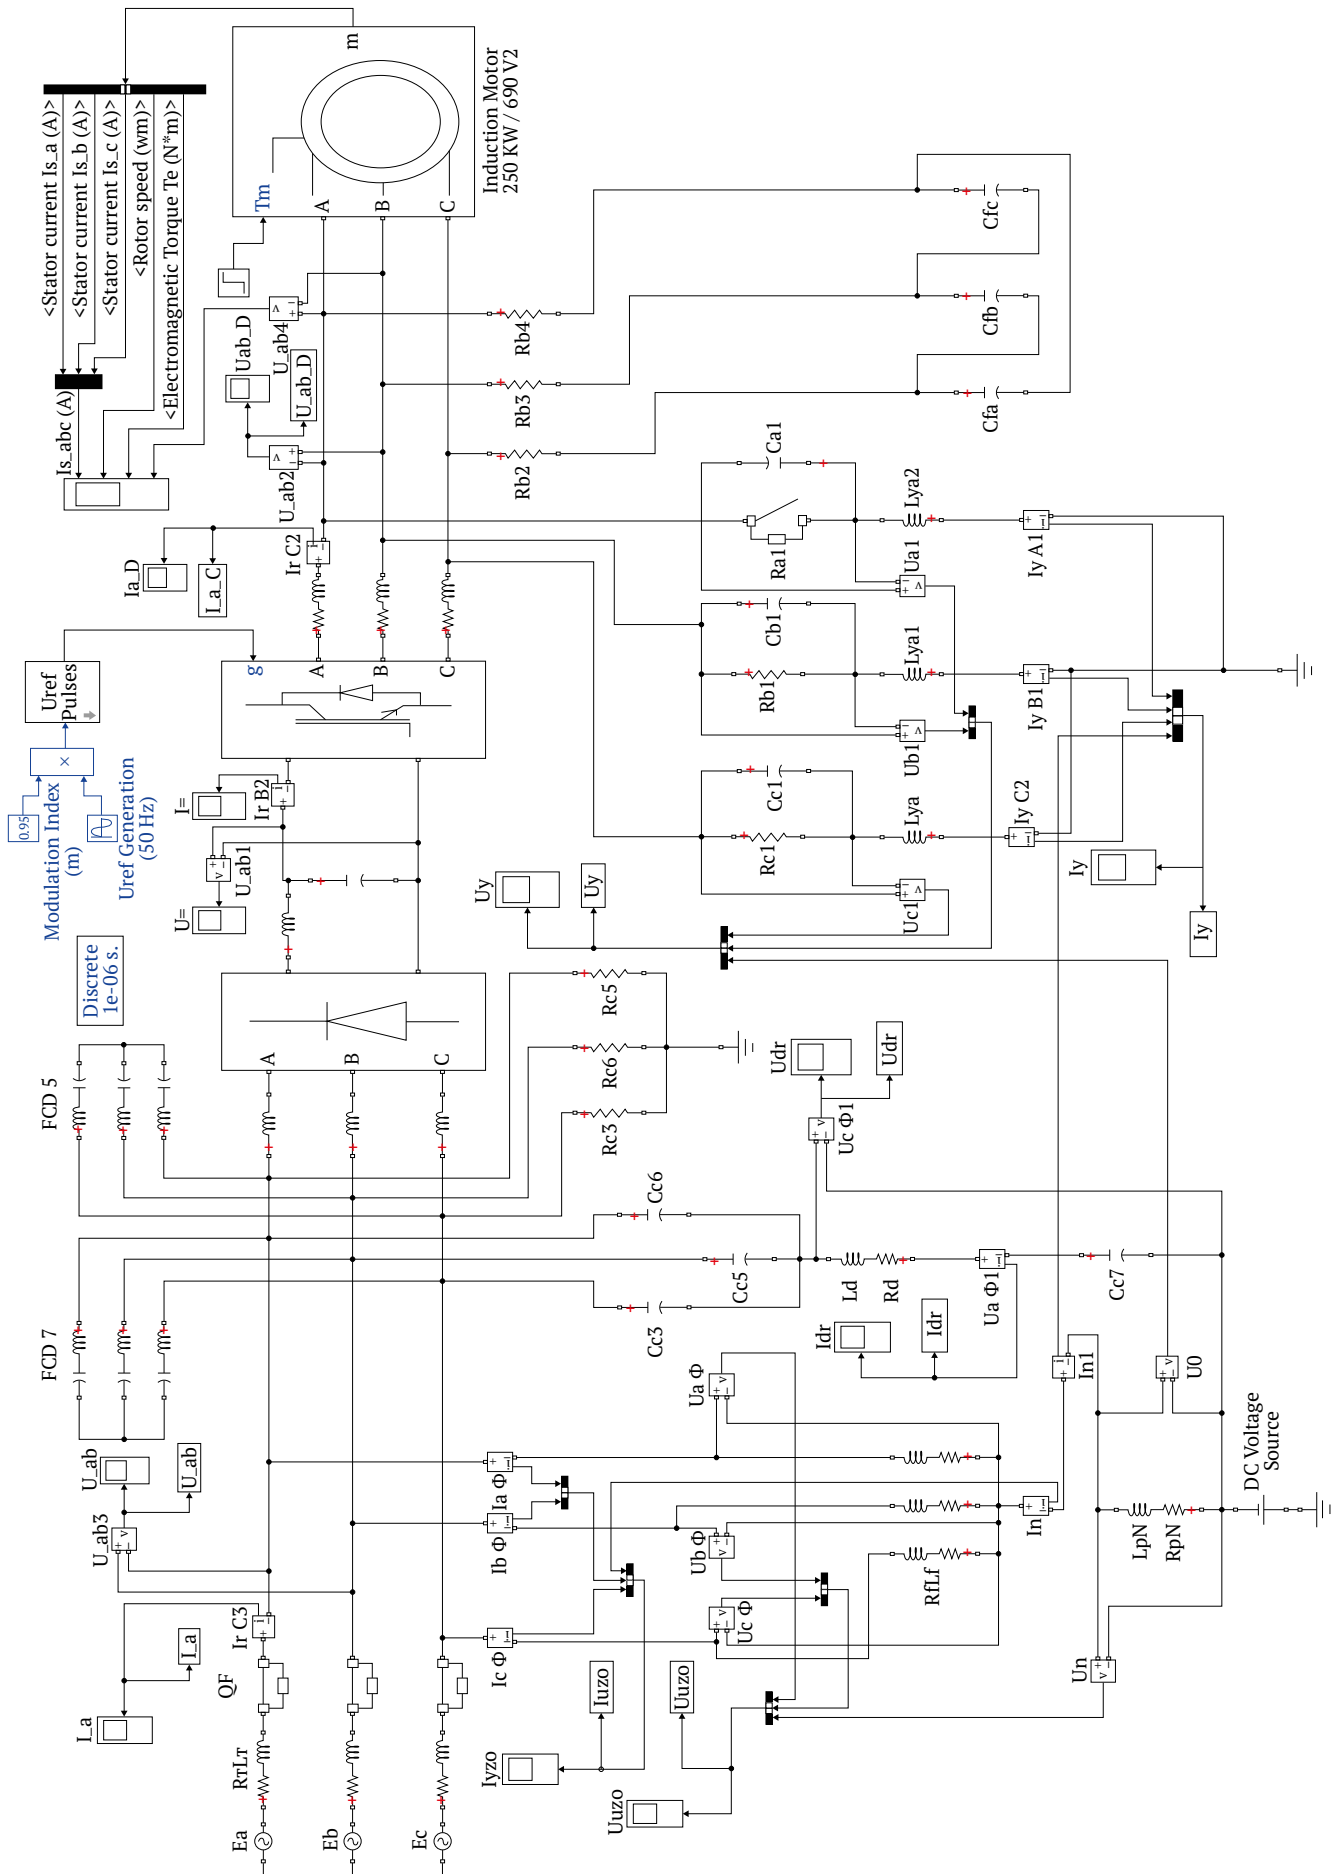 <Stator current Is_a (A)>
<Stator current Is_b (A)>
<Stator current Is_c (A)>
<Rotor speed (wm)>
<Electromagnetic Torque Te (N*m)>
Is_abc (A)
m
Tm
A
B
C
Induction Motor
250 KW / 690 V2
U_ab4
v
+
−
Uab_D
U_ab_D
U_ab2
v
+
−
Rb4
Rb3
Rb2
Cfc
Cfb
Cfa
Ia_D
I_a_C
Ir C2
i
+
−
Uref
Pulses
×
0.95
Modulation Index
(m)
Uref Generation
(50 Hz)
g
A
B
C
I=
Ir B2
i
+
−
U=
U_ab1
v
+
−
Discrete
1e-06 s.
A
B
C
FCD 5
FCD 7
Ca1
Ra1
Lya2
Ua1
v
+
−
Iy A1
i
+
−
Cb1
Rb1
Lya1
Ub1
v
+
−
Iy B1
i
+
−
Cc1
Rc1
Lya
Uc1
v
+
−
Iy C2
i
+
−
Iy
Iy
Uy
Uy
Rc5
Rc6
Rc3
Udr
Udr
Uc Ф1
v
+
−
Cc6
Cc5
Cc3
Ld
Rd
Ua Ф1
i
+
−
Cc7
Idr
Idr
In1
i
+
−
U0
v
+
−
U_ab
U_ab
U_ab3
v
+
−
Ua Ф
v
+
−
Ia Ф
i
+
−
Ib Ф
i
+
−
Ic Ф
i
+
−
Ub Ф
v
+
−
Uc Ф
v
+
−
RfLf
In
i
+
−
LpN
RpN
DC Voltage
Source
Un
v
+
−
Ir C3
i
+
−
I_a
I_a
QF
RтLт
Ea
Eb
Ec
Iyzo
Iuzo
Uuzo
Uuzo